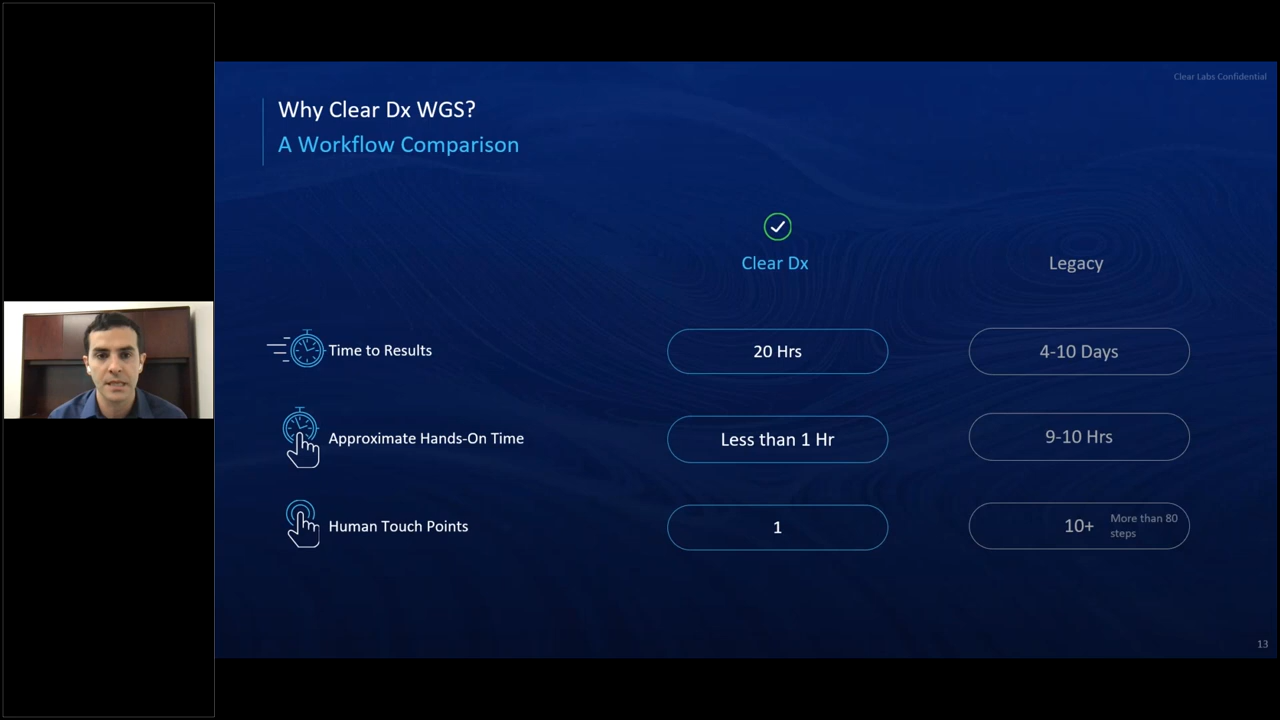 Clear Labs Confidential
Why Clear Dx WGS?
A Workflow Comparison
Clear Dx
Legacy
Time to Results
20 Hrs
4-10 Days
Approximate Hands-On Time
Less than 1 Hr
9-10 Hrs
Human Touch Points
1
10+
More than 80
steps
13